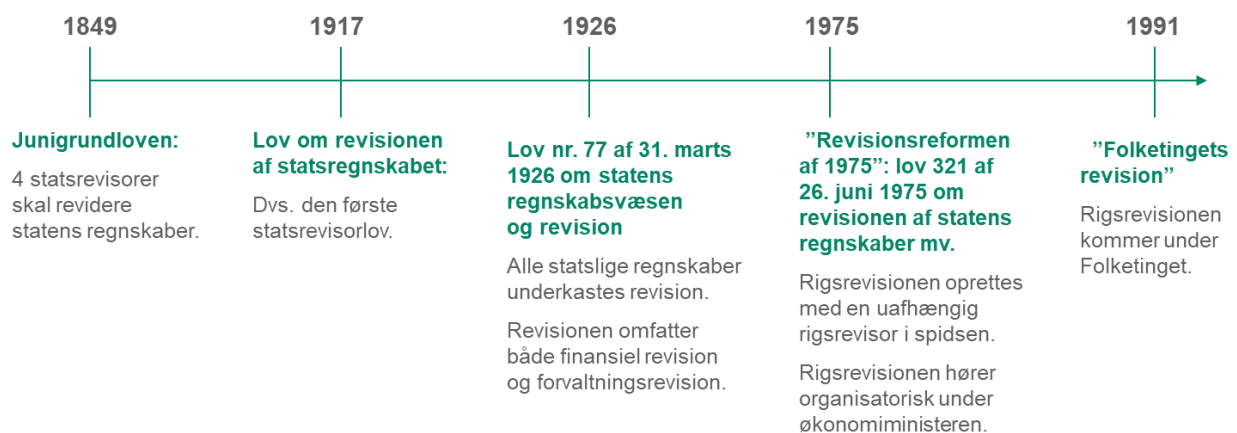 1849
Junigrundloven:
4 statsrevisorer
skal revidere
statens regnskaber.
1917
Lov om revisionen
af statsregnskabet:
Dvs. den første
statsrevisorlov.
1926
Lov nr. 77 af 31. marts
1926 om statens
regnskabsvæsen
og revision
Alle statslige regnskaber
underkastes revision.
Revisionen omfatter
både finansiel revision
og forvaltningsrevision.
1975
”Revisionsreformen
af 1975”: lov 321 af
26. juni 1975 om
revisionen af statens
regnskaber mv.
Rigsrevisionen oprettes
med en uafhængig
rigsrevisor i spidsen.
Rigsrevisionen hører
organisatorisk under
økonomiministeren.
1991
”Folketingets
revision”
Rigsrevisionen
kommer under
Folketinget.